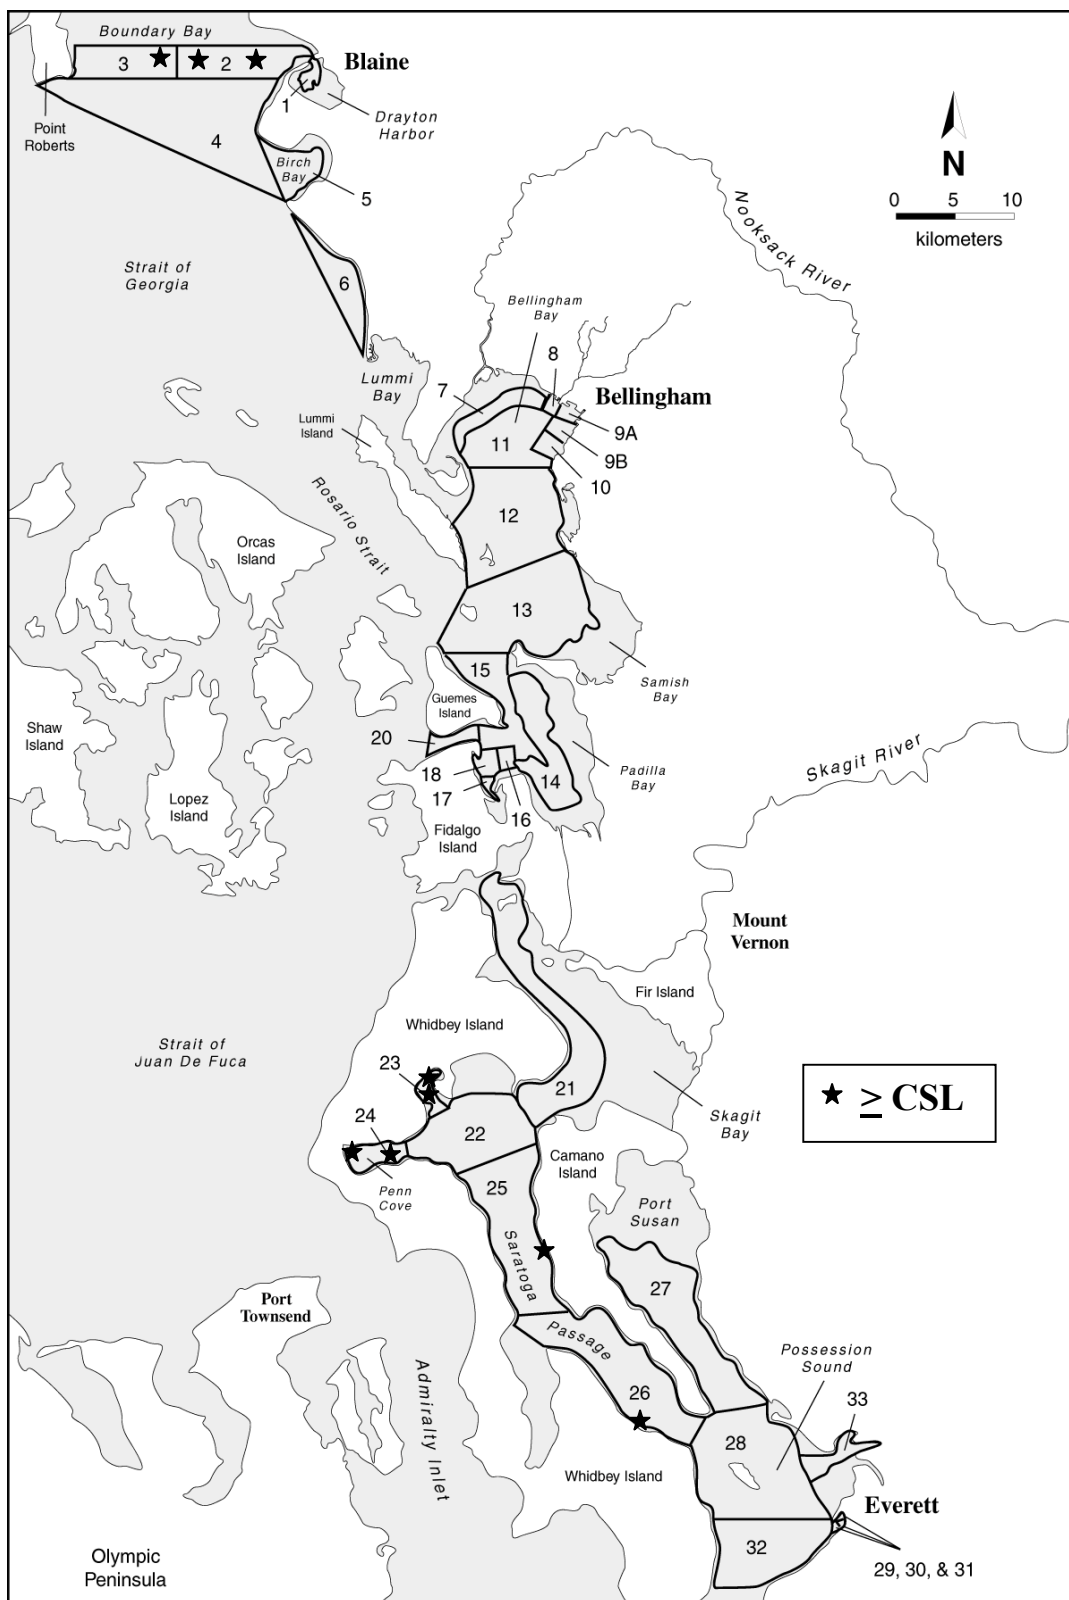 Boundary Bay
3
2
Blaine
1
Drayton
Harbor
Point
Roberts
4
Birch
Bay
5
N
0 5 10
kilometers
Nooksack River
Strait of
Georgia
6
Bellingham
Bay
8
Lummi
Bay
7
Bellingham
Lummi
Island
11
9A
9B
10
Rosario Strait
12
Orcas
Island
13
15
Samish
Bay
Guemes
Island
Shaw
Island
20
Skagit River
18
14
Padilla
Bay
17
16
Lopez
Island
Fidalgo
Island
Mount
Vernon
Fir Island
Whidbey Island
Strait of
Juan De Fuca
23
21
≥ CSL
24
22
Skagit
Bay
Camano
Island
Penn
Cove
25
Port
Susan
Saratoga
27
Port
Townsend
Passage
Possession
Sound
Admiralty Inlet
26
33
28
Whidbey Island
Everett
32
Olympic
Peninsula
29, 30, & 31